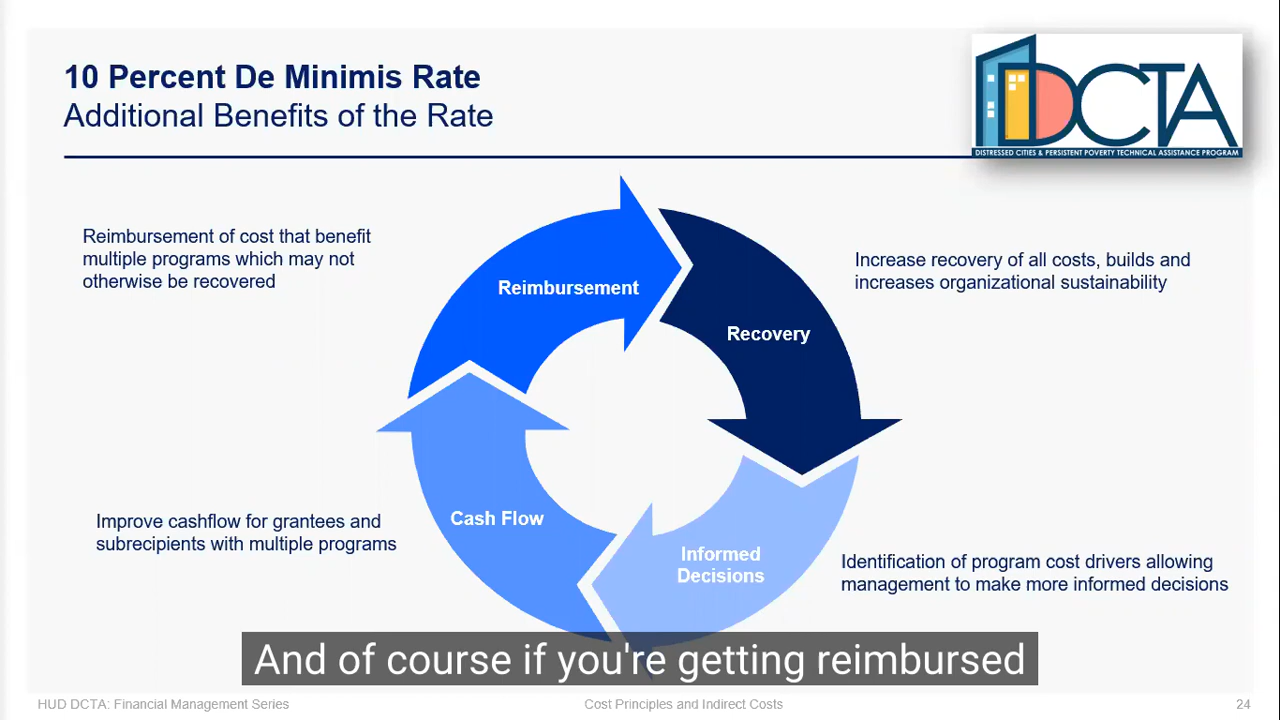 10 Percent De Minimis Rate
Additional Benefits of the Rate
DCTA
DISTRESSED CITIES & PERSISTENT POVERTY TECHNICAL ASSISTANCE PROGRAM
Reimbursement of cost that benefit
multiple programs which may not
otherwise be recovered
Reimbursement
Increase recovery of all costs, builds and
increases organizational sustainability
Recovery
Improve cashflow for grantees and
subrecipients with multiple programs
Cash Flow
Informed
Decisions
Identification of program cost drivers allowing
management to make more informed decisions
And of course if you're getting reimbursed
HUD DCTA: Financial Management Series
Cost Principles and Indirect Costs
24